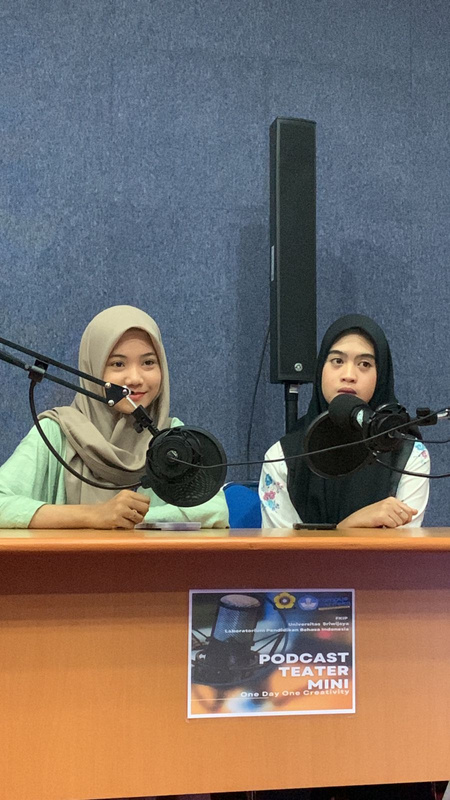 FKIP
Universitas Sriwijaya
Laboratorium Pendidikan Bahasa Indonesia
PODCAST
TEATER
MINI
One Day One Creativity